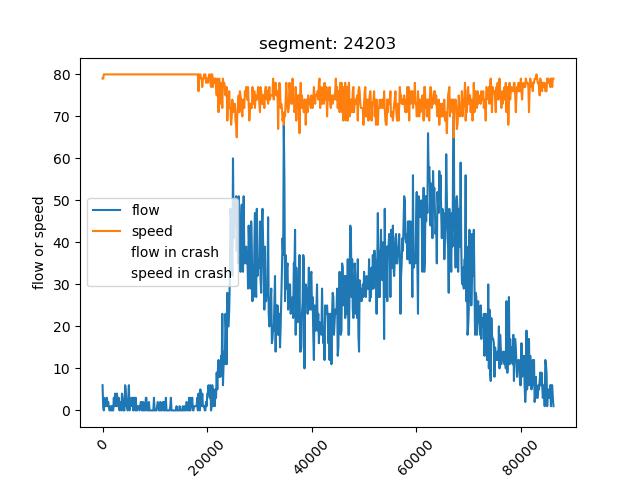 segment: 24203
flow or speed
80
70
60
50
40
30
20
10
0
flow
speed
flow in crash
speed in crash
0
20000
40000
60000
80000